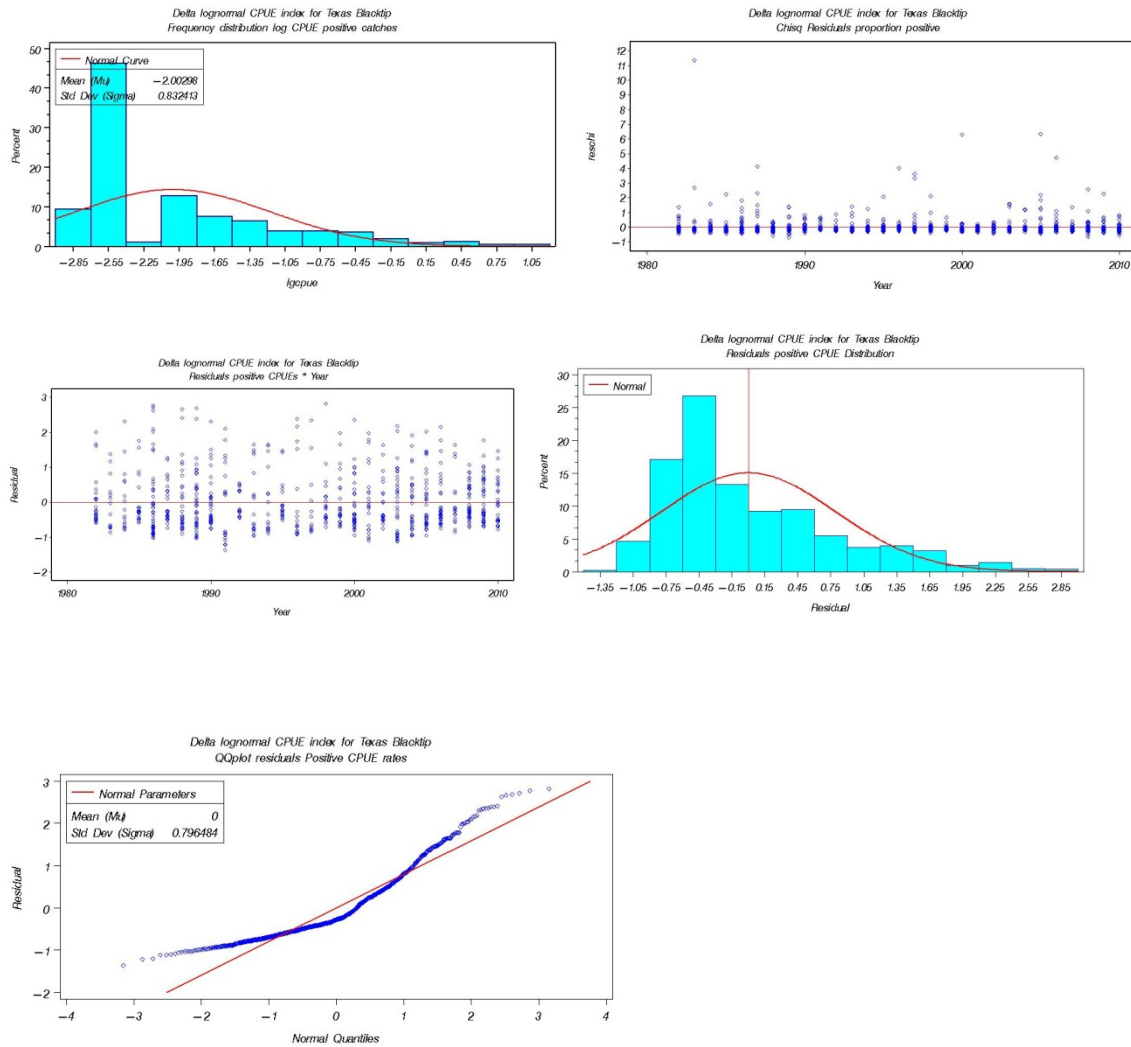 Delta lognormal CPUE index for Texas Blacktip
Frequency distribution log CPUE positive catches
Normal Curve
Mean (Mu) −2.00298
Std Dev (Sigma) 0.832413
50
40
30
20
10
0
Percent
−2.85 −2.55 −2.25 −1.95 −1.65 −1.35 −1.05 −0.75 −0.45 −0.15 0.15 0.45 0.75 1.05
lgcpue
Delta lognormal CPUE index for Texas Blacktip
Chisq Residuals proportion positive
12
11
10
9
8
7
6
5
4
3
2
1
0
−1
reschi
1980 1990 2000 2010
Year
Delta lognormal CPUE index for Texas Blacktip
Residuals positive CPUEs * Year
3
2
1
0
−1
−2
Residual
1980 1990 2000 2010
Year
Delta lognormal CPUE index for Texas Blacktip
Residuals positive CPUE Distribution
Normal
30
25
20
15
10
5
0
Percent
−1.35 −1.05 −0.75 −0.45 −0.15 0.15 0.45 0.75 1.05 1.35 1.65 1.95 2.25 2.55 2.85
Residual
Delta lognormal CPUE index for Texas Blacktip
QQplot residuals Positive CPUE rates
Normal Parameters
Mean (Mu) 0
Std Dev (Sigma) 0.796484
3
2
1
0
−1
−2
Residual
−4 −3 −2 −1 0 1 2 3 4
Normal Quantiles